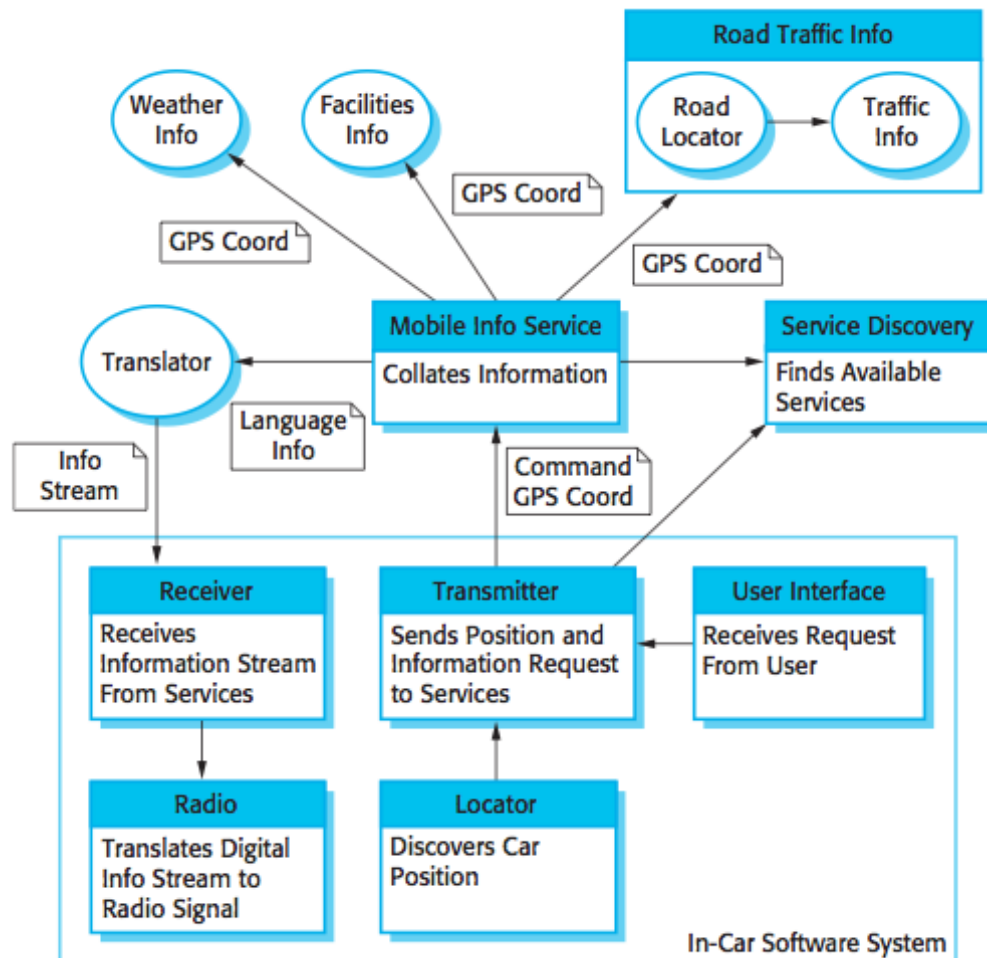 Road Traffic Info
Weather
Info
Facilities
Info
Road
Locator
Traffic
Info
GPS Coord
GPS Coord
GPS Coord
Mobile Info Service
Collates Information
Service Discovery
Finds Available
Services
Translator
Language
Info
Info
Stream
Command
GPS Coord
Receiver
Receives
Information Stream
From Services
Transmitter
Sends Position and
Information Request
to Services
User Interface
Receives Request
From User
Radio
Translates Digital
Info Stream to
Radio Signal
Locator
Discovers Car
Position
In-Car Software System